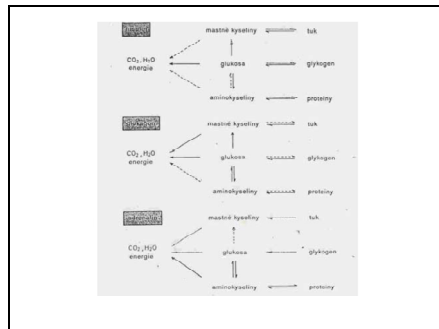 mastné kyseliny tuk
CO₂, H₂O
energie
glukosa glykogen
aminokyseliny proteiny
mastné kyseliny tuk
CO₂, H₂O
energie
glukosa glykogen
aminokyseliny proteiny
adrenalin
mastné kyseliny tuk
CO₂, H₂O
energie
glukosa glykogen
aminokyseliny proteiny